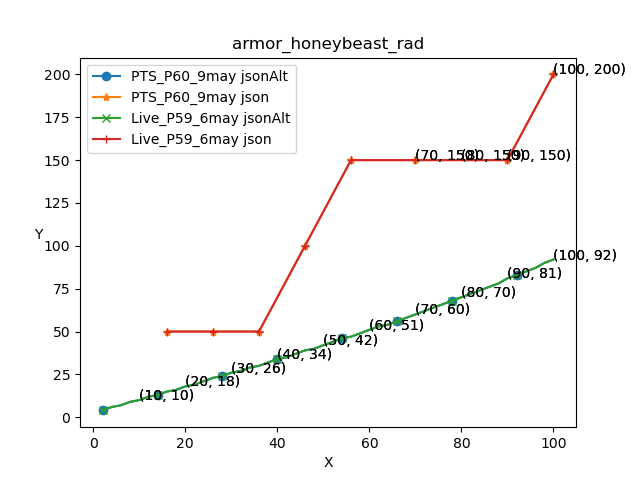 armor_honeybeast_rad
PTS_P60_9may jsonAlt
PTS_P60_9may json
Live_P59_6may jsonAlt
Live_P59_6may json
(100, 200)
(70, 150) (80, 150) (90, 150)
(100, 92)
(90, 81)
(80, 70)
(70, 60)
(60, 51)
(50, 42)
(40, 34)
(30, 26)
(20, 18)
(10, 10)
Y
200
175
150
125
100
75
50
25
0
0 20 40 60 80 100
X